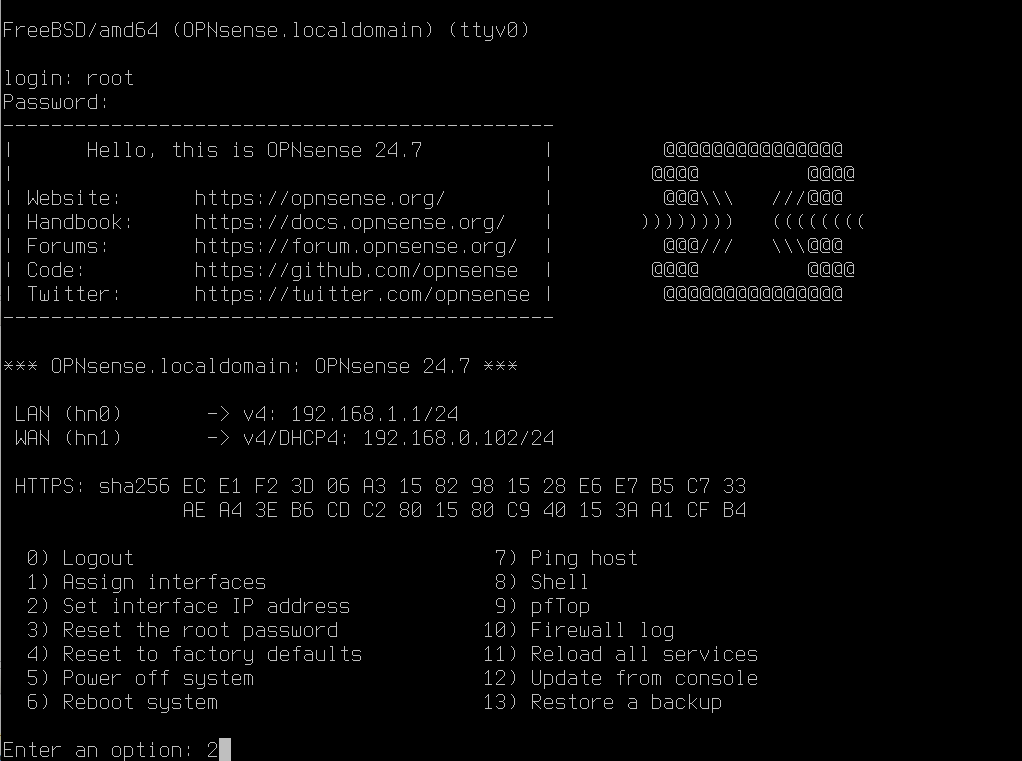 FreeBSD/amd64 (OPNsense.localdomain) (ttyv0)

login: root
Password:
----------------------------------------------
|      Hello, this is OPNsense 24.7          |         @@@@@@@@@@@@@@@
|                                            |        @@@@         @@@@
| Website:      https://opnsense.org/        |         @@@\\\   ///@@@
| Handbook:     https://docs.opnsense.org/   |       ))))))))   ((((((((
| Forums:       https://forum.opnsense.org/  |         @@@///   \\\@@@
| Code:         https://github.com/opnsense  |        @@@@         @@@@
| Twitter:      https://twitter.com/opnsense |         @@@@@@@@@@@@@@@
----------------------------------------------

*** OPNsense.localdomain: OPNsense 24.7 ***

 LAN (hn0)       -> v4: 192.168.1.1/24
 WAN (hn1)       -> v4/DHCP4: 192.168.0.102/24

 HTTPS: sha256 EC E1 F2 3D 06 A3 15 82 98 15 28 E6 E7 B5 C7 33
               AE A4 3E B6 CD C2 80 15 80 C9 40 15 3A A1 CF B4

  0) Logout                              7) Ping host
  1) Assign interfaces                   8) Shell
  2) Set interface IP address            9) pfTop
  3) Reset the root password            10) Firewall log
  4) Reset to factory defaults          11) Reload all services
  5) Power off system                   12) Update from console
  6) Reboot system                      13) Restore a backup

Enter an option: 2